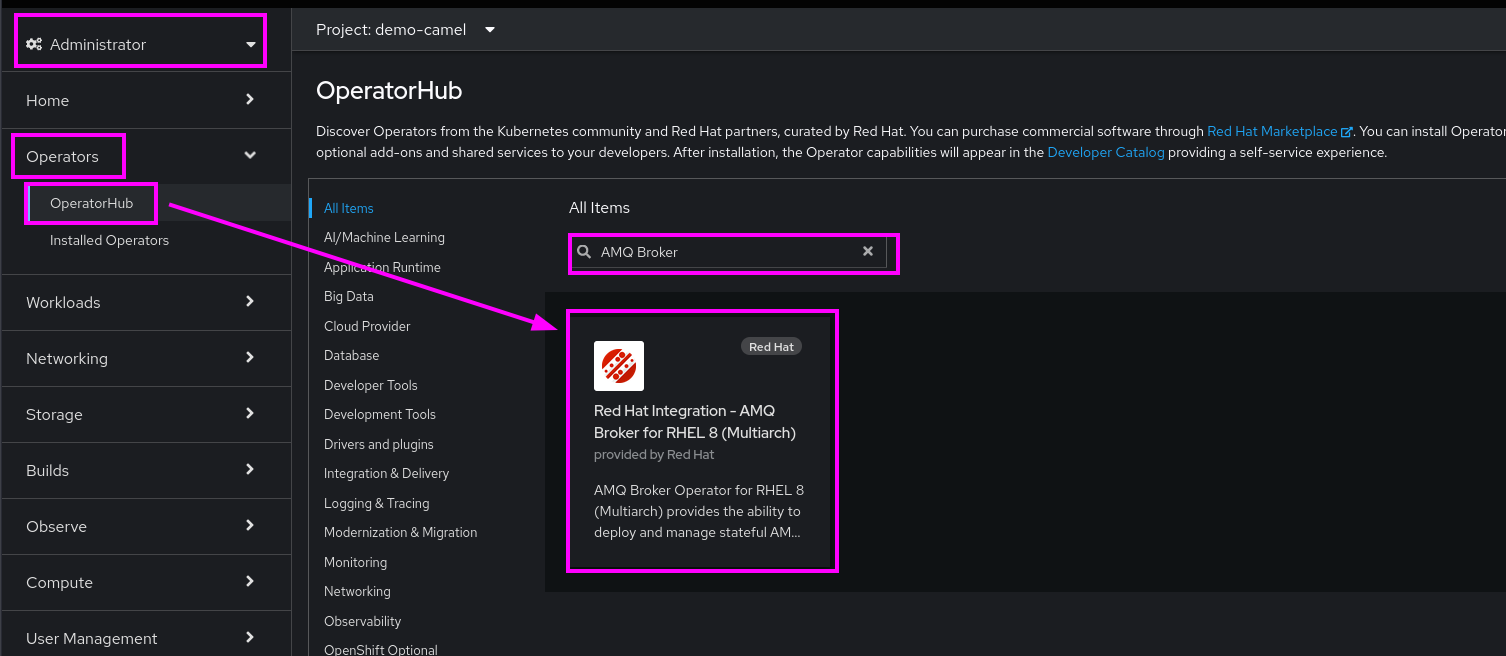 Administrator
Home
Operators
OperatorHub
Installed Operators
Workloads
Networking
Storage
Builds
Observe
Compute
User Management
Project: demo-camel
OperatorHub
Discover Operators from the Kubernetes community and Red Hat partners, curated by Red Hat. You can purchase commercial software through Red Hat Marketplace. You can install Operator
optional add-ons and shared services to your developers. After installation, the Operator capabilities will appear in the Developer Catalog providing a self-service experience.
All Items
AI/Machine Learning
Application Runtime
Big Data
Cloud Provider
Database
Developer Tools
Development Tools
Drivers and plugins
Integration & Delivery
Logging & Tracing
Modernization & Migration
Monitoring
Networking
Observability
OpenShift Optional
All Items
AMQ Broker
Red Hat
Red Hat Integration - AMQ
Broker for RHEL 8 (Multiarch)
provided by Red Hat
AMQ Broker Operator for RHEL 8
(Multiarch) provides the ability to
deploy and manage stateful AM...